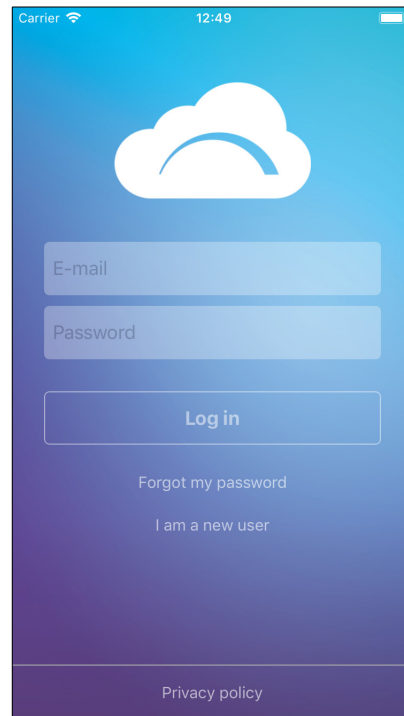 Carrier 12:49
E-mail
Password
Log in
Forgot my password
I am a new user
Privacy policy